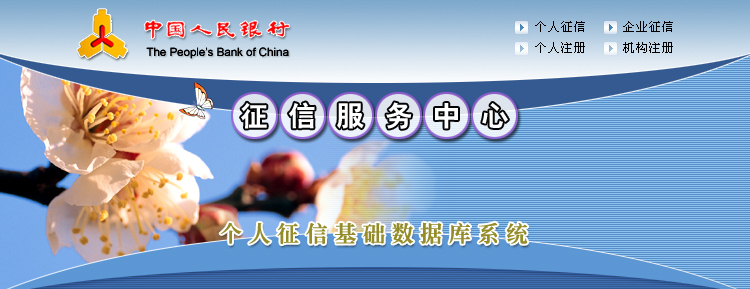 中国人民银行
The People's Bank of China
个人征信 企业征信
个人注册 机构注册
征信服务中心
个人征信基础数据库系统